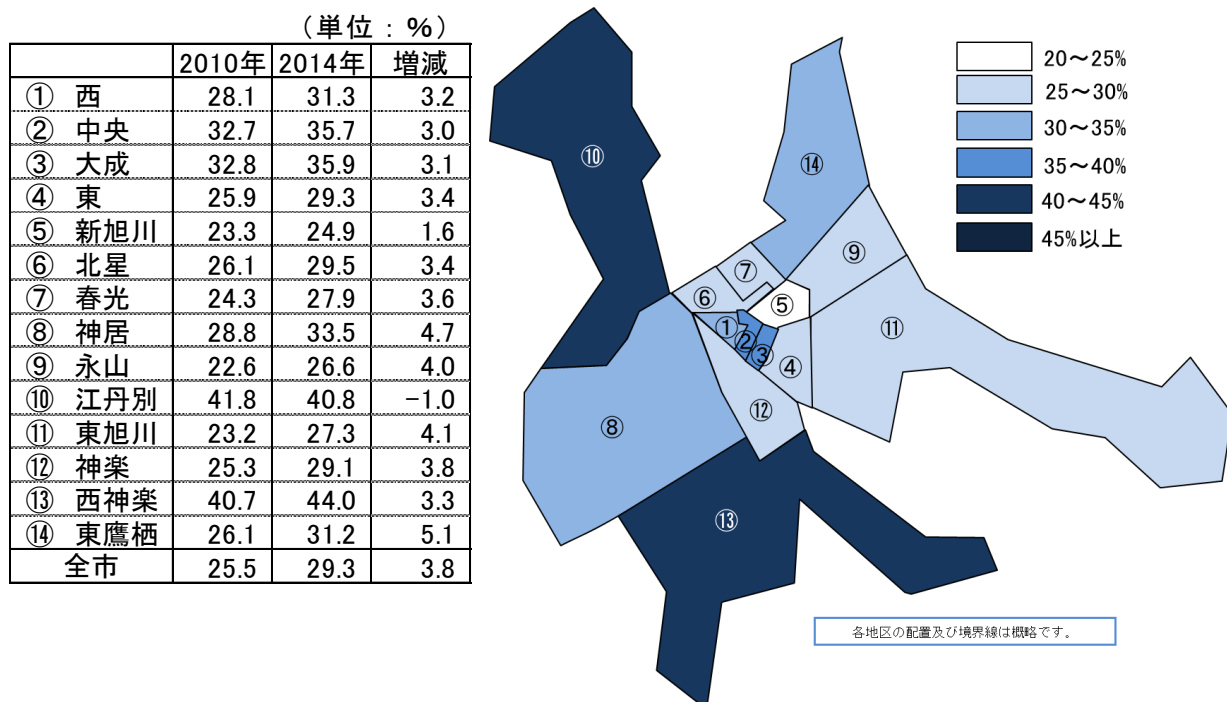 （単位：％）
2010年 2014年 増減
① 西 28.1 31.3 3.2
② 中央 32.7 35.7 3.0
③ 大成 32.8 35.9 3.1
④ 東 25.9 29.3 3.4
⑤ 新旭川 23.3 24.9 1.6
⑥ 北星 26.1 29.5 3.4
⑦ 春光 24.3 27.9 3.6
⑧ 神居 28.8 33.5 4.7
⑨ 永山 22.6 26.6 4.0
⑩ 江丹別 41.8 40.8 -1.0
⑪ 東旭川 23.2 27.3 4.1
⑫ 神楽 25.3 29.1 3.8
⑬ 西神楽 40.7 44.0 3.3
⑭ 東鷹栖 26.1 31.2 5.1
全市 25.5 29.3 3.8
20～25%
25～30%
30～35%
35～40%
40～45%
45%以上
⑩
⑭
⑨
⑦
⑥
⑤
①
②
③
④
⑪
⑫
⑧
⑬
各地区の配置及び境界線は概略です。